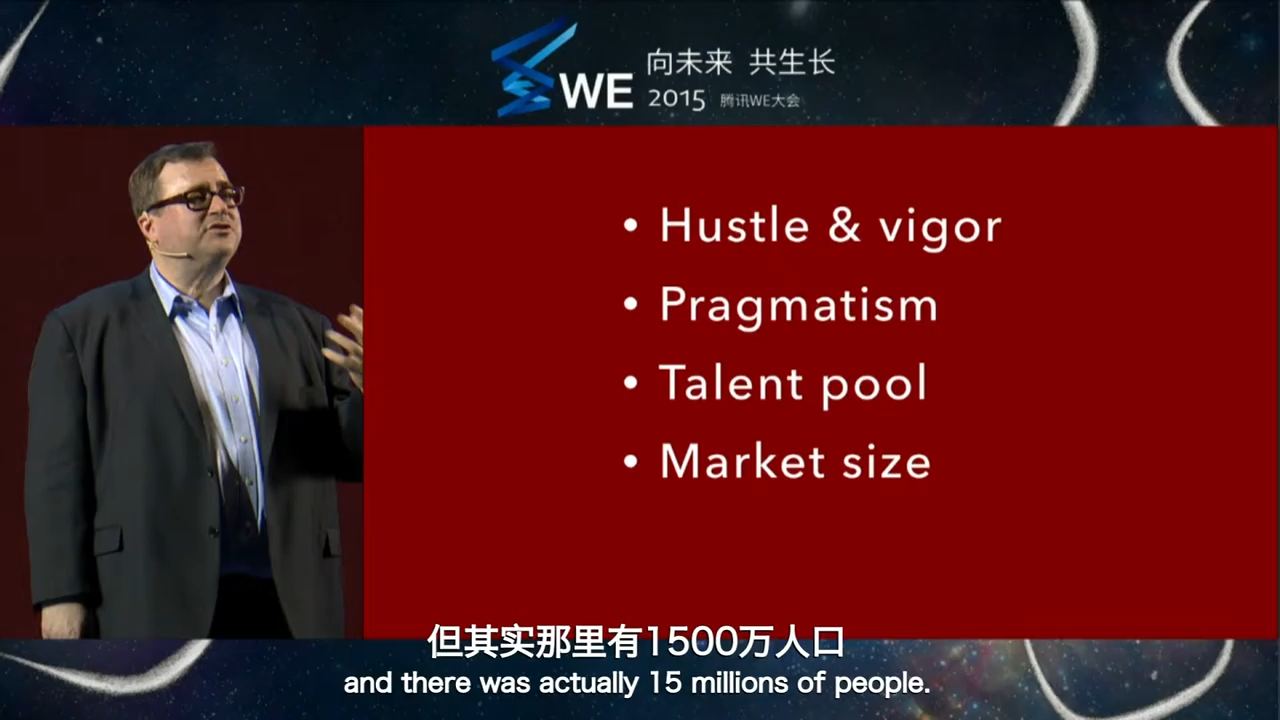 WE
向未来 共生长
2015 腾讯WE大会
• Hustle & vigor
• Pragmatism
• Talent pool
• Market size
但其实那里有1500万人口
and there was actually 15 millions of people.